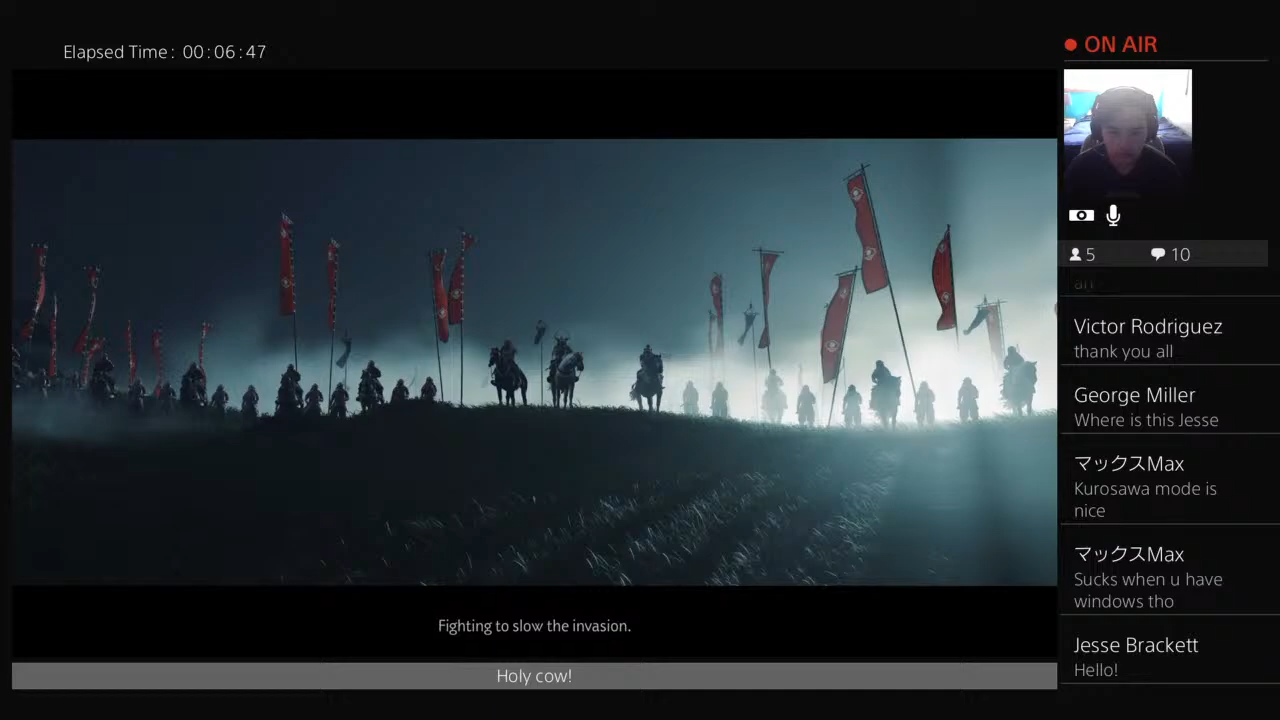 Elapsed Time: 00:06:47
ON AIR
5
10
an
Victor Rodriguez
thank you all
George Miller
Where is this Jesse
マックスMax
Kurosawa mode is
nice
マックスMax
Sucks when u have
windows tho
Jesse Brackett
Hello!
Fighting to slow the invasion.
Holy cow!